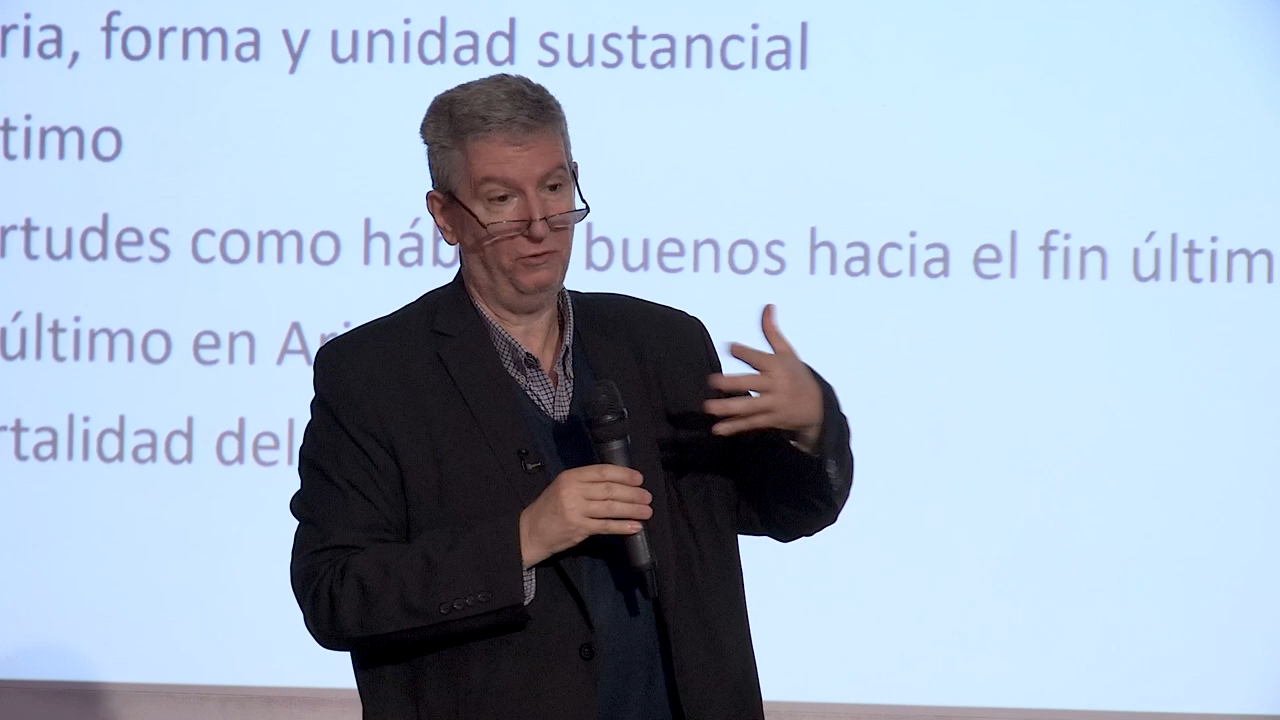 ria, forma y unidad sustancial
timo
rtudes como háb buenos hacia el fin últim
último en Ari
rtalidad del